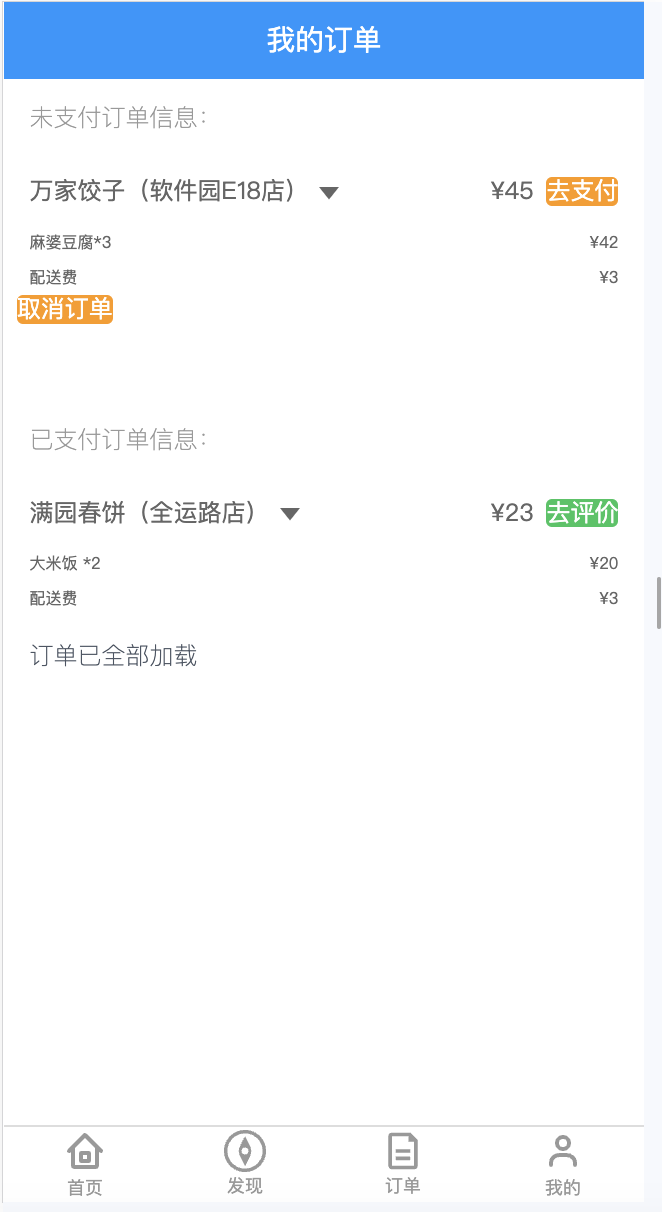 我的订单
未支付订单信息：
万家饺子（软件园E18店） ¥45 去支付
麻婆豆腐*3 ¥42
配送费 ¥3
取消订单
已支付订单信息：
满园春饼（全运路店） ¥23 去评价
大米饭 *2 ¥20
配送费 ¥3
订单已全部加载
首页 发现 订单 我的